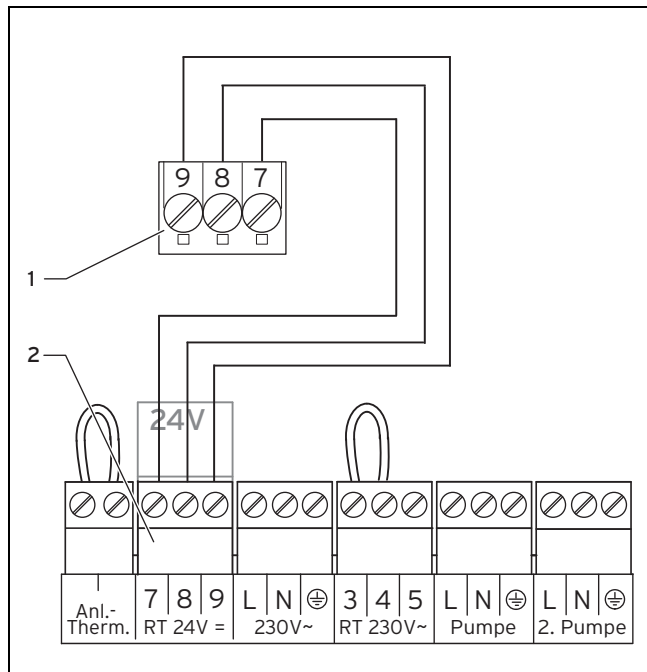 9 8 7
1
2
24V
Anl.-
Therm.
7 8 9
RT 24V =
L N
230V~
3 4 5
RT 230V~
L N
Pumpe
L N
2. Pumpe